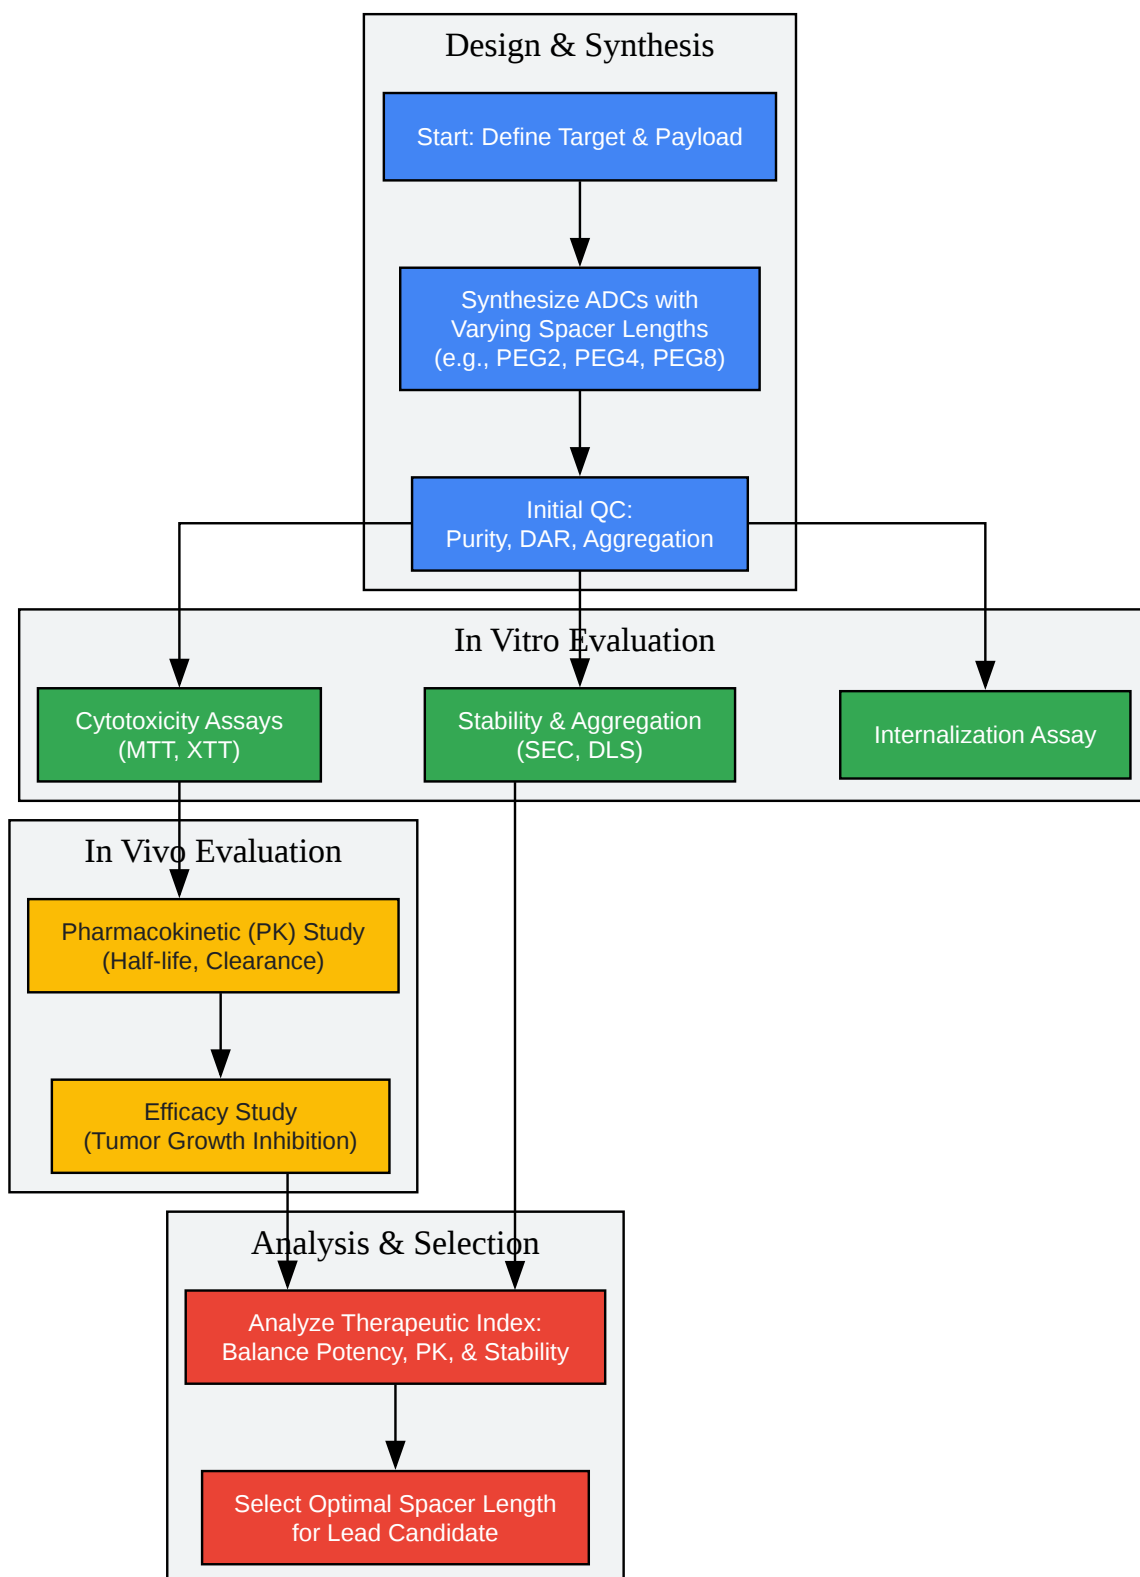 Design & Synthesis
Start: Define Target & Payload
Synthesize ADCs with
Varying Spacer Lengths
(e.g., PEG2, PEG4, PEG8)
Initial QC:
Purity, DAR, Aggregation
In Vitro Evaluation
Cytotoxicity Assays
(MTT, XTT)
Stability & Aggregation
(SEC, DLS)
Internalization Assay
In Vivo Evaluation
Pharmacokinetic (PK) Study
(Half-life, Clearance)
Efficacy Study
(Tumor Growth Inhibition)
Analysis & Selection
Analyze Therapeutic Index:
Balance Potency, PK, & Stability
Select Optimal Spacer Length
for Lead Candidate